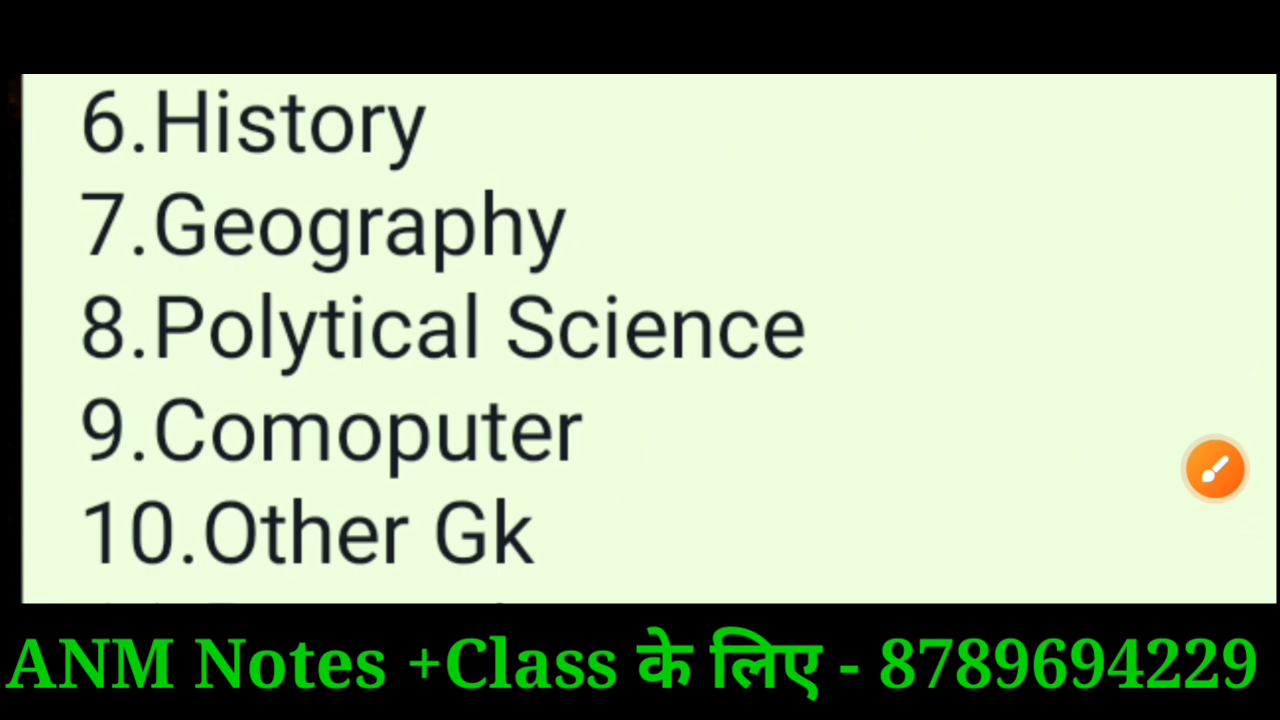 6.History
7.Geography
8.Polytical Science
9.Comoputer
10.Other Gk
ANM Notes +Class के लिए - 8789694229